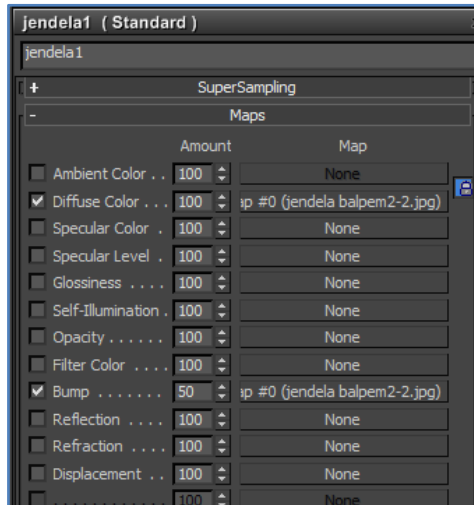 jendela1 ( Standard )
jendela1
+ SuperSampling
- Maps
Amount Map
Ambient Color . . 100 None
Diffuse Color . . . 100 ap #0 (jendela balpem2-2.jpg)
Specular Color . 100 None
Specular Level . 100 None
Glossiness . . . . 100 None
Self-Illumination . 100 None
Opacity . . . . . . 100 None
Filter Color . . . . 100 None
Bump . . . . . . . 50 ap #0 (jendela balpem2-2.jpg)
Reflection . . . . 100 None
Refraction . . . . 100 None
Displacement . . 100 None
. . . . . . . . . . . . 100 None